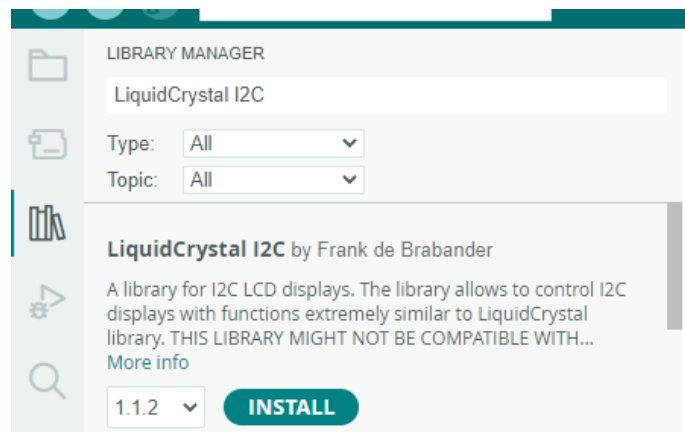 LIBRARY MANAGER
LiquidCrystal I2C
Type: All
Topic: All
LiquidCrystal I2C by Frank de Brabander
A library for I2C LCD displays. The library allows to control I2C
displays with functions extremely similar to LiquidCrystal
library. THIS LIBRARY MIGHT NOT BE COMPATIBLE WITH...
More info
1.1.2 INSTALL